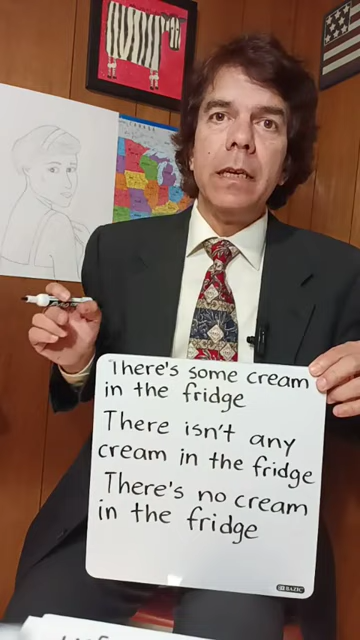 There's some cream
in the fridge
There isn't any
cream in the fridge
There's no cream
in the fridge
BAZIC